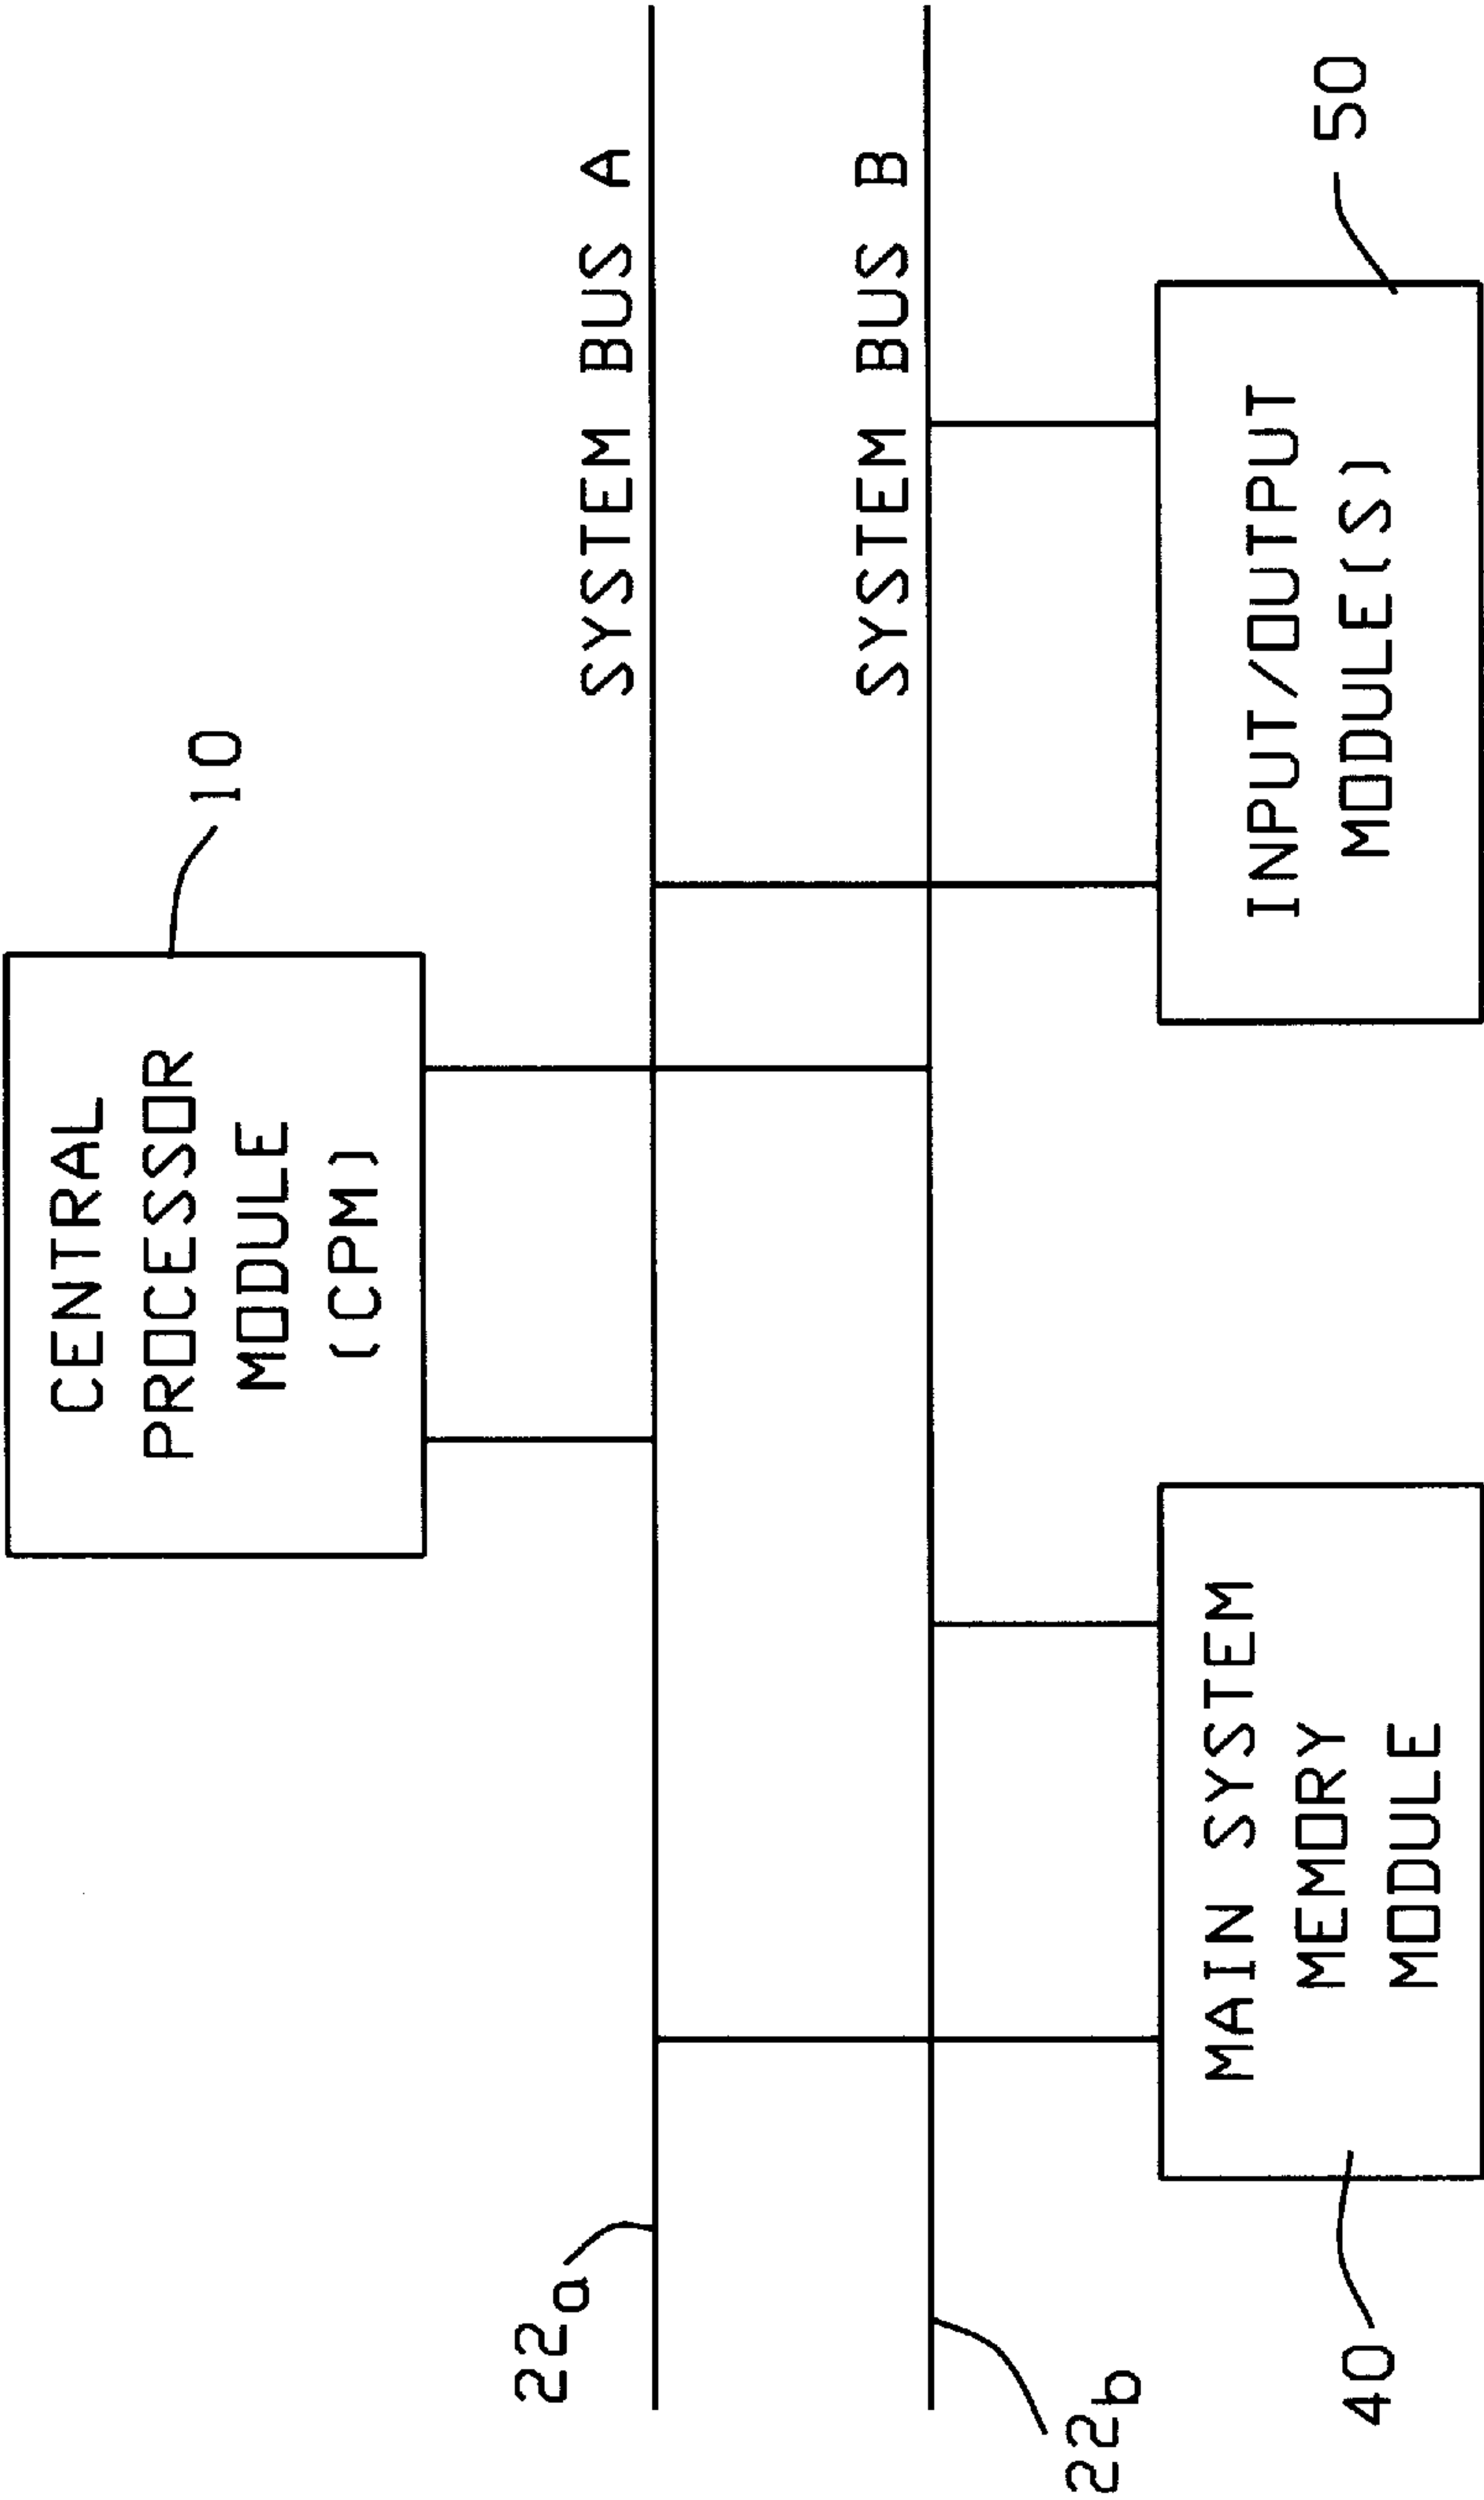 CENTRAL
PROCESSOR
MODULE
(CPM)
10
22a
SYSTEM BUS A
SYSTEM BUS B
22b
MAIN SYSTEM
MEMORY
MODULE
40
INPUT/OUTPUT
MODULE(S)
50